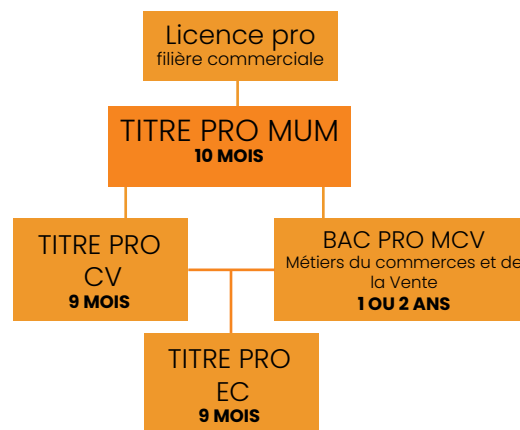 Licence pro
filière commerciale
TITRE PRO MUM
10 MOIS
TITRE PRO
CV
9 MOIS
BAC PRO MCV
Métiers du commerces et de
la Vente
1 OU 2 ANS
TITRE PRO
EC
9 MOIS